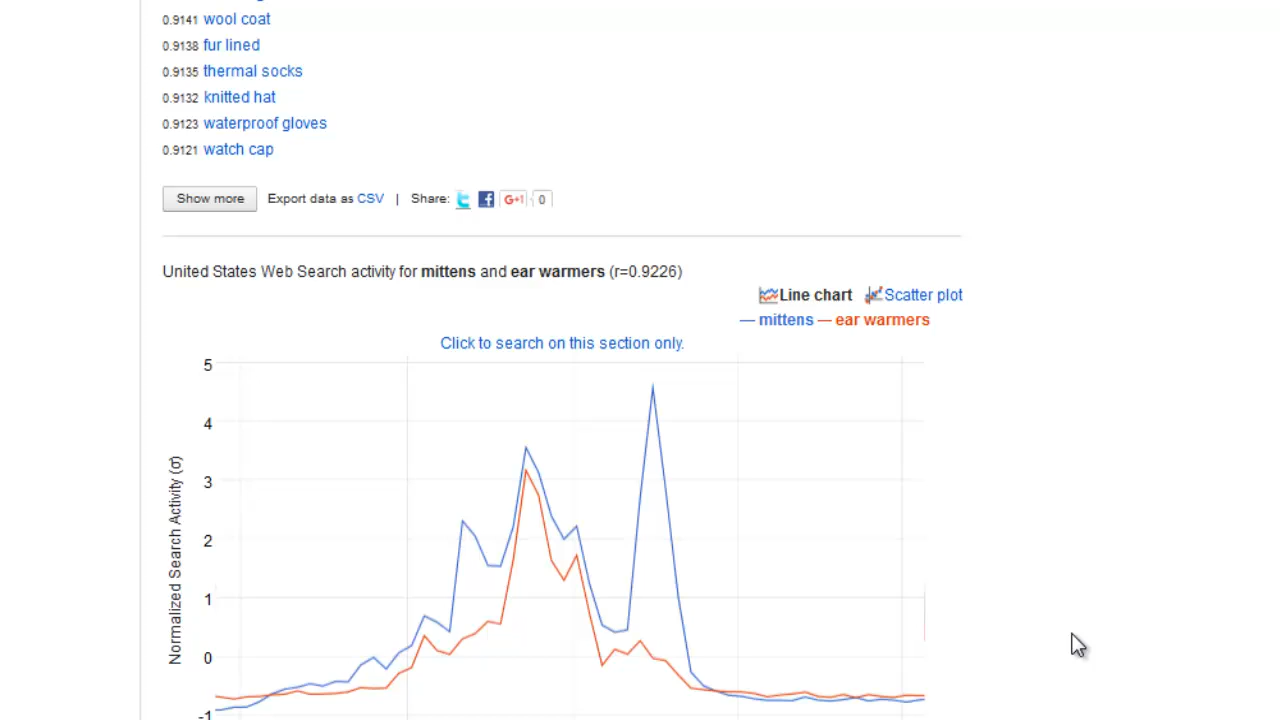 0.9141 wool coat
0.9138 fur lined
0.9135 thermal socks
0.9132 knitted hat
0.9123 waterproof gloves
0.9121 watch cap
Show more Export data as CSV | Share: G+1 0
United States Web Search activity for mittens and ear warmers (r=0.9226)
Line chart Scatter plot
— mittens — ear warmers
Click to search on this section only.
5
4
3
2
1
0
-1
Normalized Search Activity (σ)